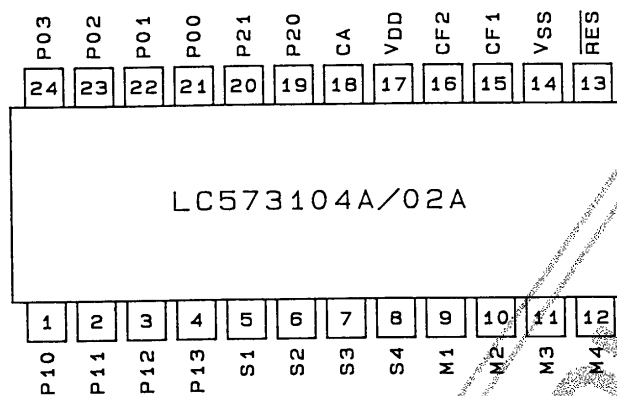 P03 P02 P01 P00 P21 P20 CA VDD CF2 CF1 VSS RES
24 23 22 21 20 19 18 17 16 15 14 13
LC573104A/02A
1 2 3 4 5 6 7 8 9 10 11 12
P10 P11 P12 P13 S1 S2 S3 S4 M1 M2 M3 M4